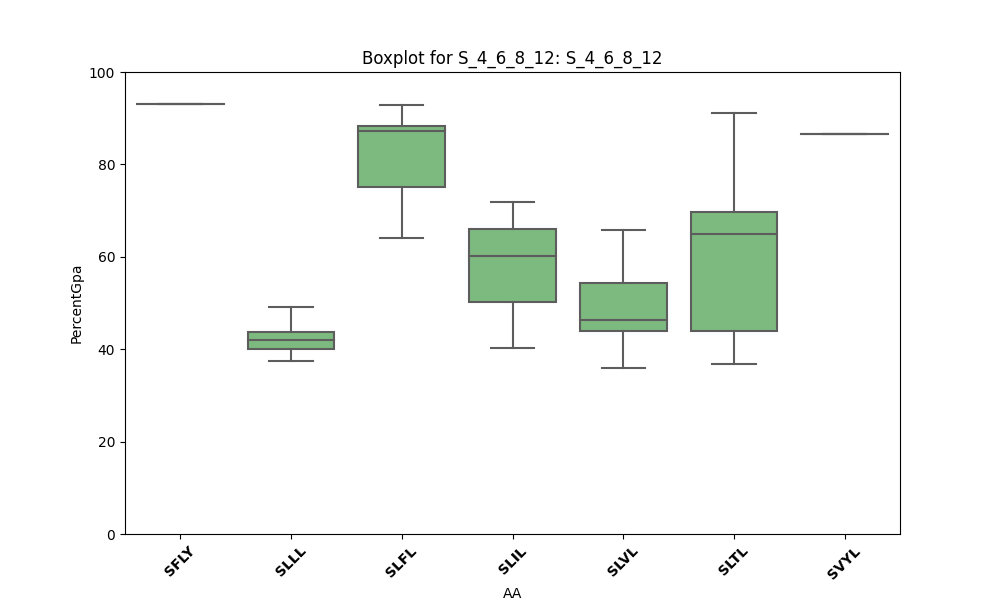 Boxplot for S_4_6_8_12: S_4_6_8_12
PercentGpa
100
80
60
40
20
0
SFLY
SLLL
SLFL
SLIL
SLVL
SLTL
SVYL
AA